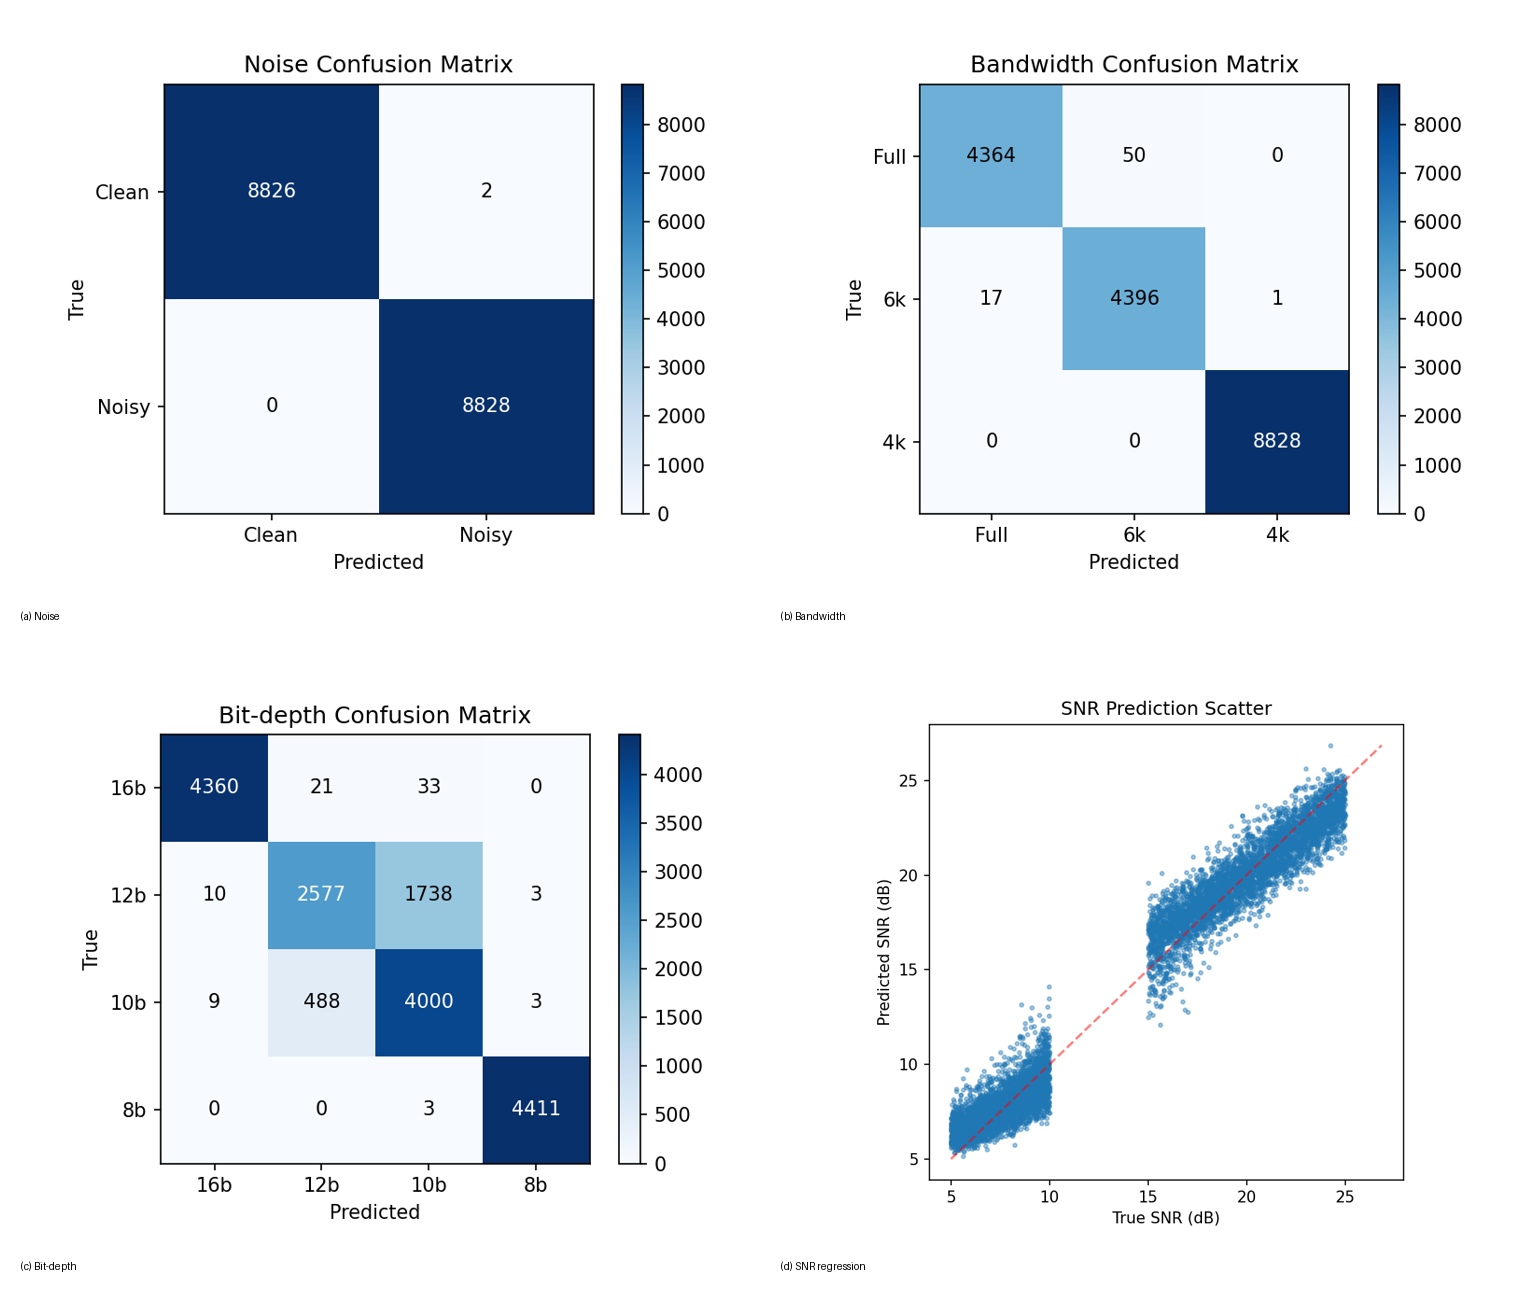 Noise Confusion Matrix
Clean
8826
2
Noisy
0
8828
True
Clean
Noisy
Predicted
8000
7000
6000
5000
4000
3000
2000
1000
0
(a) Noise
Bandwidth Confusion Matrix
Full
4364
50
0
6k
17
4396
1
4k
0
0
8828
True
Full
6k
4k
Predicted
8000
7000
6000
5000
4000
3000
2000
1000
0
(b) Bandwidth
Bit-depth Confusion Matrix
16b
4360
21
33
0
12b
10
2577
1738
3
10b
9
488
4000
3
8b
0
0
3
4411
True
16b
12b
10b
8b
Predicted
4000
3500
3000
2500
2000
1500
1000
500
0
(c) Bit-depth
SNR Prediction Scatter
25
20
15
10
5
Predicted SNR (dB)
5
10
15
20
25
True SNR (dB)
(d) SNR regression